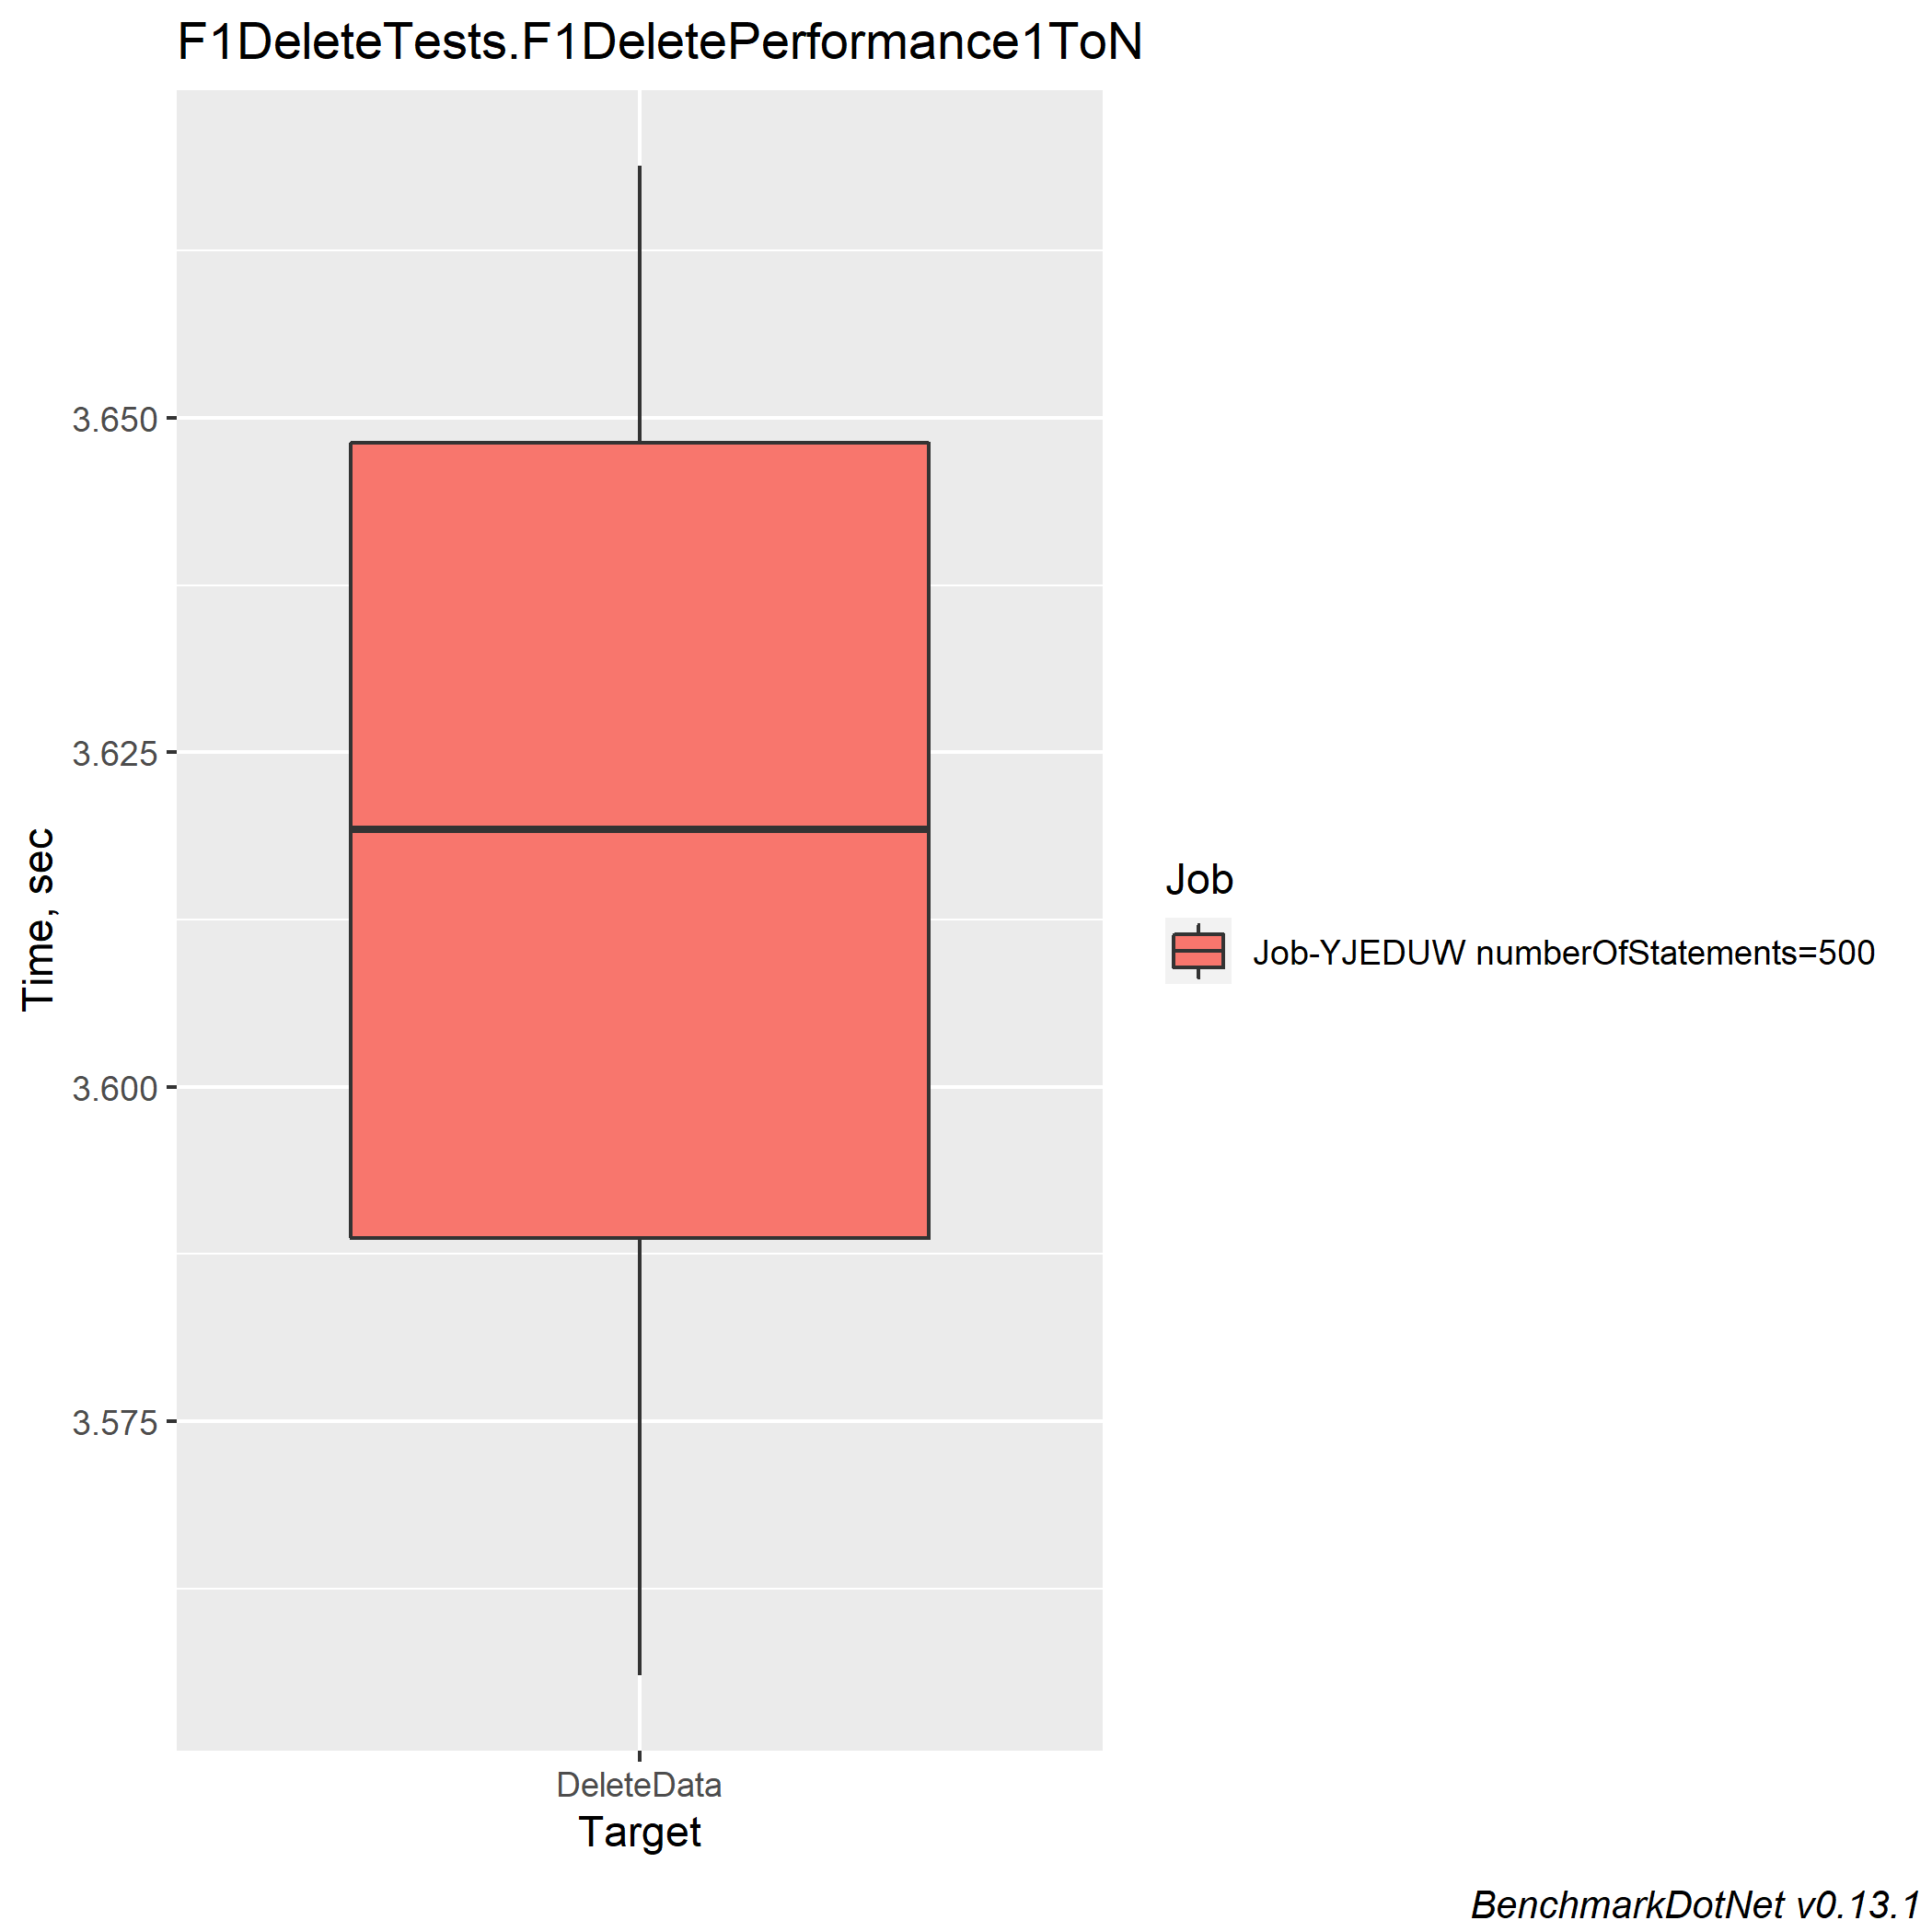 F1DeleteTests.F1DeletePerformance1ToN
Time, sec
3.650
3.625
3.600
3.575
DeleteData
Target
Job
Job-YJEDUW numberOfStatements=500
BenchmarkDotNet v0.13.1